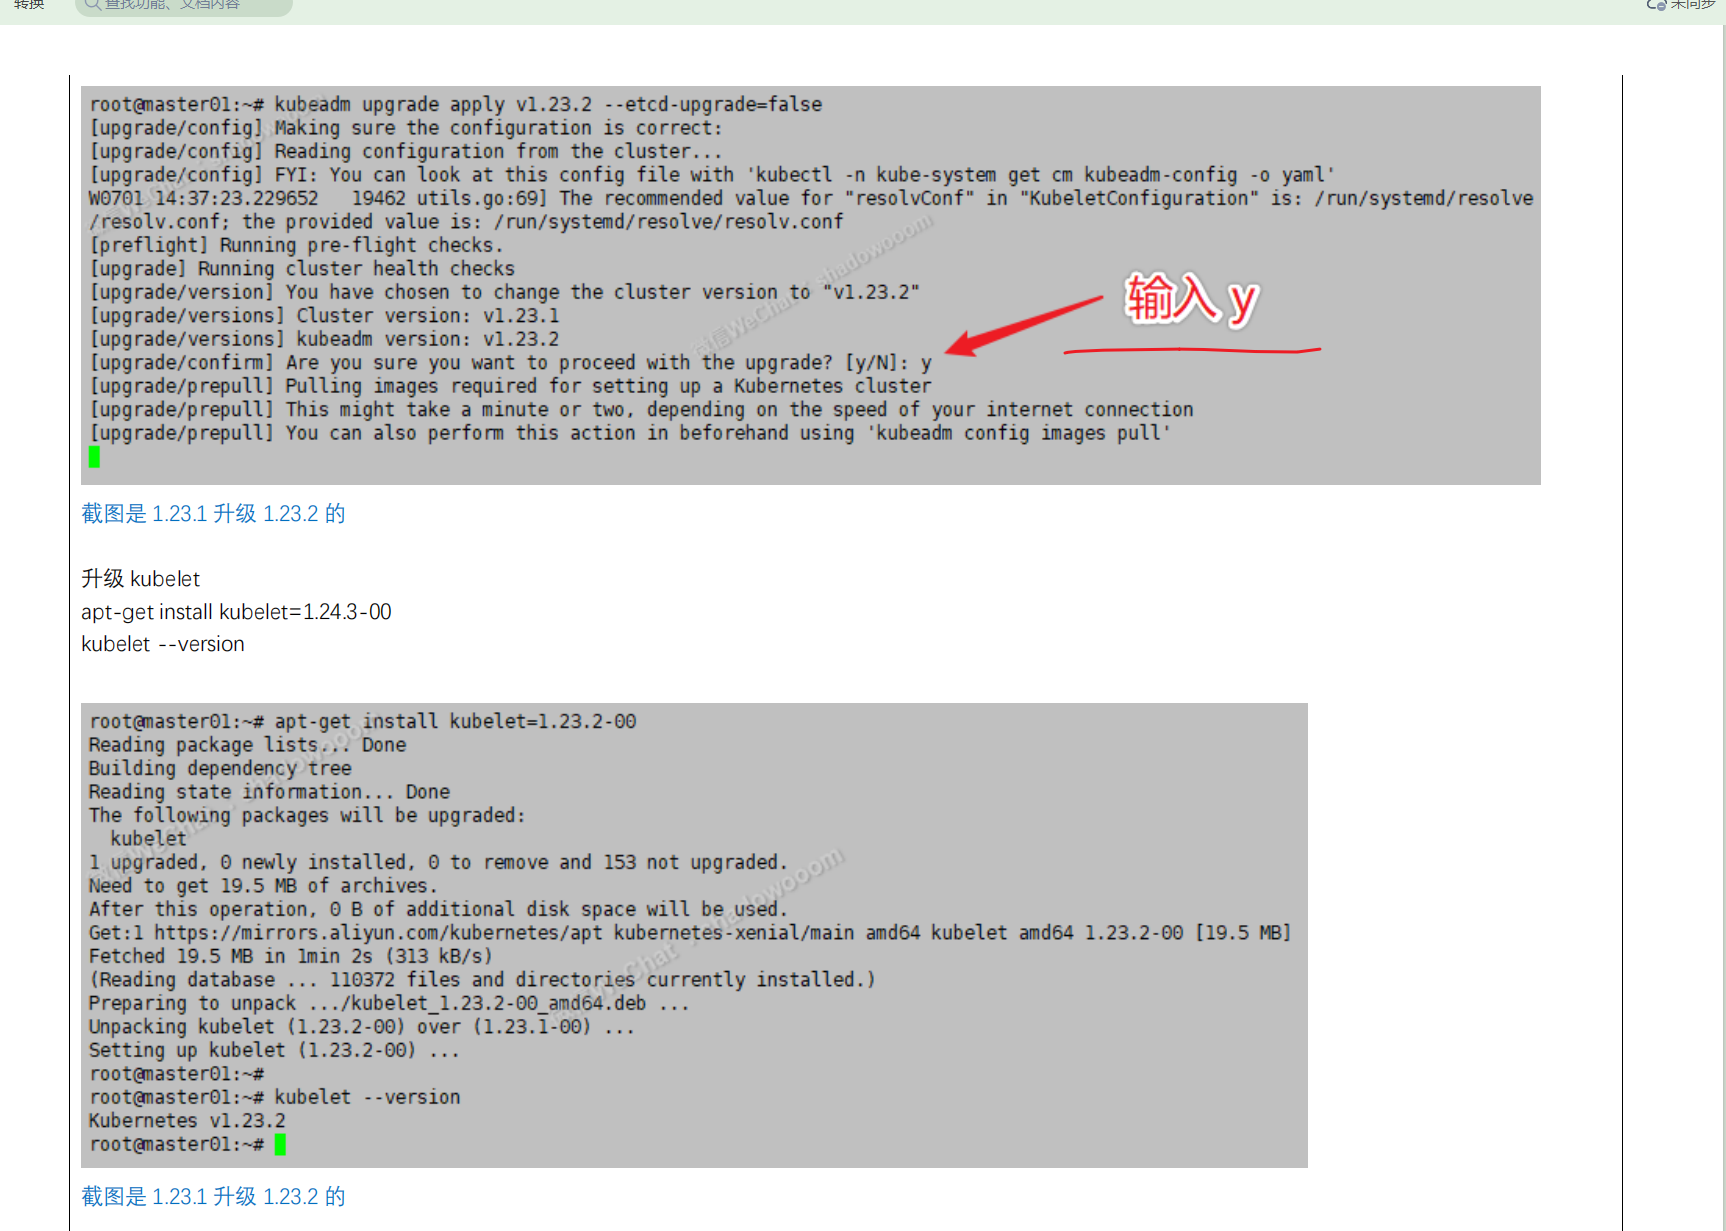 转换
查找功能、文档内容
未同步
root@master01:~# kubeadm upgrade apply v1.23.2 --etcd-upgrade=false
[upgrade/config] Making sure the configuration is correct:
[upgrade/config] Reading configuration from the cluster...
[upgrade/config] FYI: You can look at this config file with 'kubectl -n kube-system get cm kubeadm-config -o yaml'
W0701 14:37:23.229652   19462 utils.go:69] The recommended value for "resolvConf" in "KubeletConfiguration" is: /run/systemd/resolve
/resolv.conf; the provided value is: /run/systemd/resolve/resolv.conf
[preflight] Running pre-flight checks.
[upgrade] Running cluster health checks
[upgrade/version] You have chosen to change the cluster version to "v1.23.2"
[upgrade/versions] Cluster version: v1.23.1
[upgrade/versions] kubeadm version: v1.23.2
输入 y
[upgrade/confirm] Are you sure you want to proceed with the upgrade? [y/N]: y
[upgrade/prepull] Pulling images required for setting up a Kubernetes cluster
[upgrade/prepull] This might take a minute or two, depending on the speed of your internet connection
[upgrade/prepull] You can also perform this action in beforehand using 'kubeadm config images pull'
微信WeChat：shadowooom
截图是 1.23.1 升级 1.23.2 的
升级 kubelet
apt-get install kubelet=1.24.3-00
kubelet --version
root@master01:~# apt-get install kubelet=1.23.2-00
Reading package lists... Done
Building dependency tree
Reading state information... Done
The following packages will be upgraded:
  kubelet
1 upgraded, 0 newly installed, 0 to remove and 153 not upgraded.
Need to get 19.5 MB of archives.
After this operation, 0 B of additional disk space will be used.
Get:1 https://mirrors.aliyun.com/kubernetes/apt kubernetes-xenial/main amd64 kubelet amd64 1.23.2-00 [19.5 MB]
Fetched 19.5 MB in 1min 2s (313 kB/s)
(Reading database ... 110372 files and directories currently installed.)
Preparing to unpack .../kubelet_1.23.2-00_amd64.deb ...
Unpacking kubelet (1.23.2-00) over (1.23.1-00) ...
Setting up kubelet (1.23.2-00) ...
root@master01:~#
root@master01:~# kubelet --version
Kubernetes v1.23.2
root@master01:~#
微信WeChat：shadowooom
截图是 1.23.1 升级 1.23.2 的